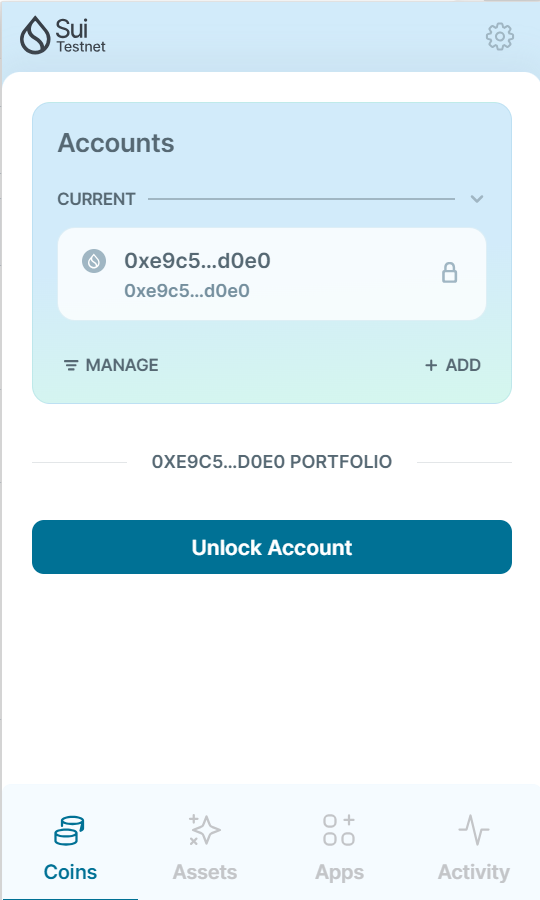 Sui
Testnet
Accounts
CURRENT
0xe9c5...d0e0
0xe9c5...d0e0
MANAGE
+ ADD
0XE9C5...D0E0 PORTFOLIO
Unlock Account
Coins
Assets
Apps
Activity